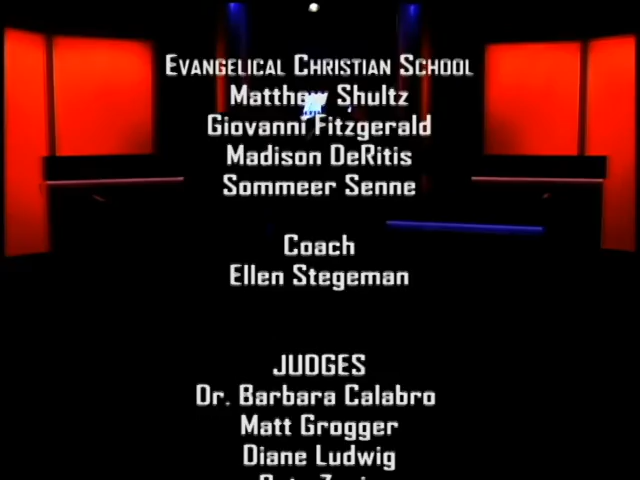 Evangelical Christian School
Matthew Shultz
Giovanni Fitzgerald
Madison DeRitis
Sommeer Senne
Coach
Ellen Stegeman
JUDGES
Dr. Barbara Calabro
Matt Grogger
Diane Ludwig